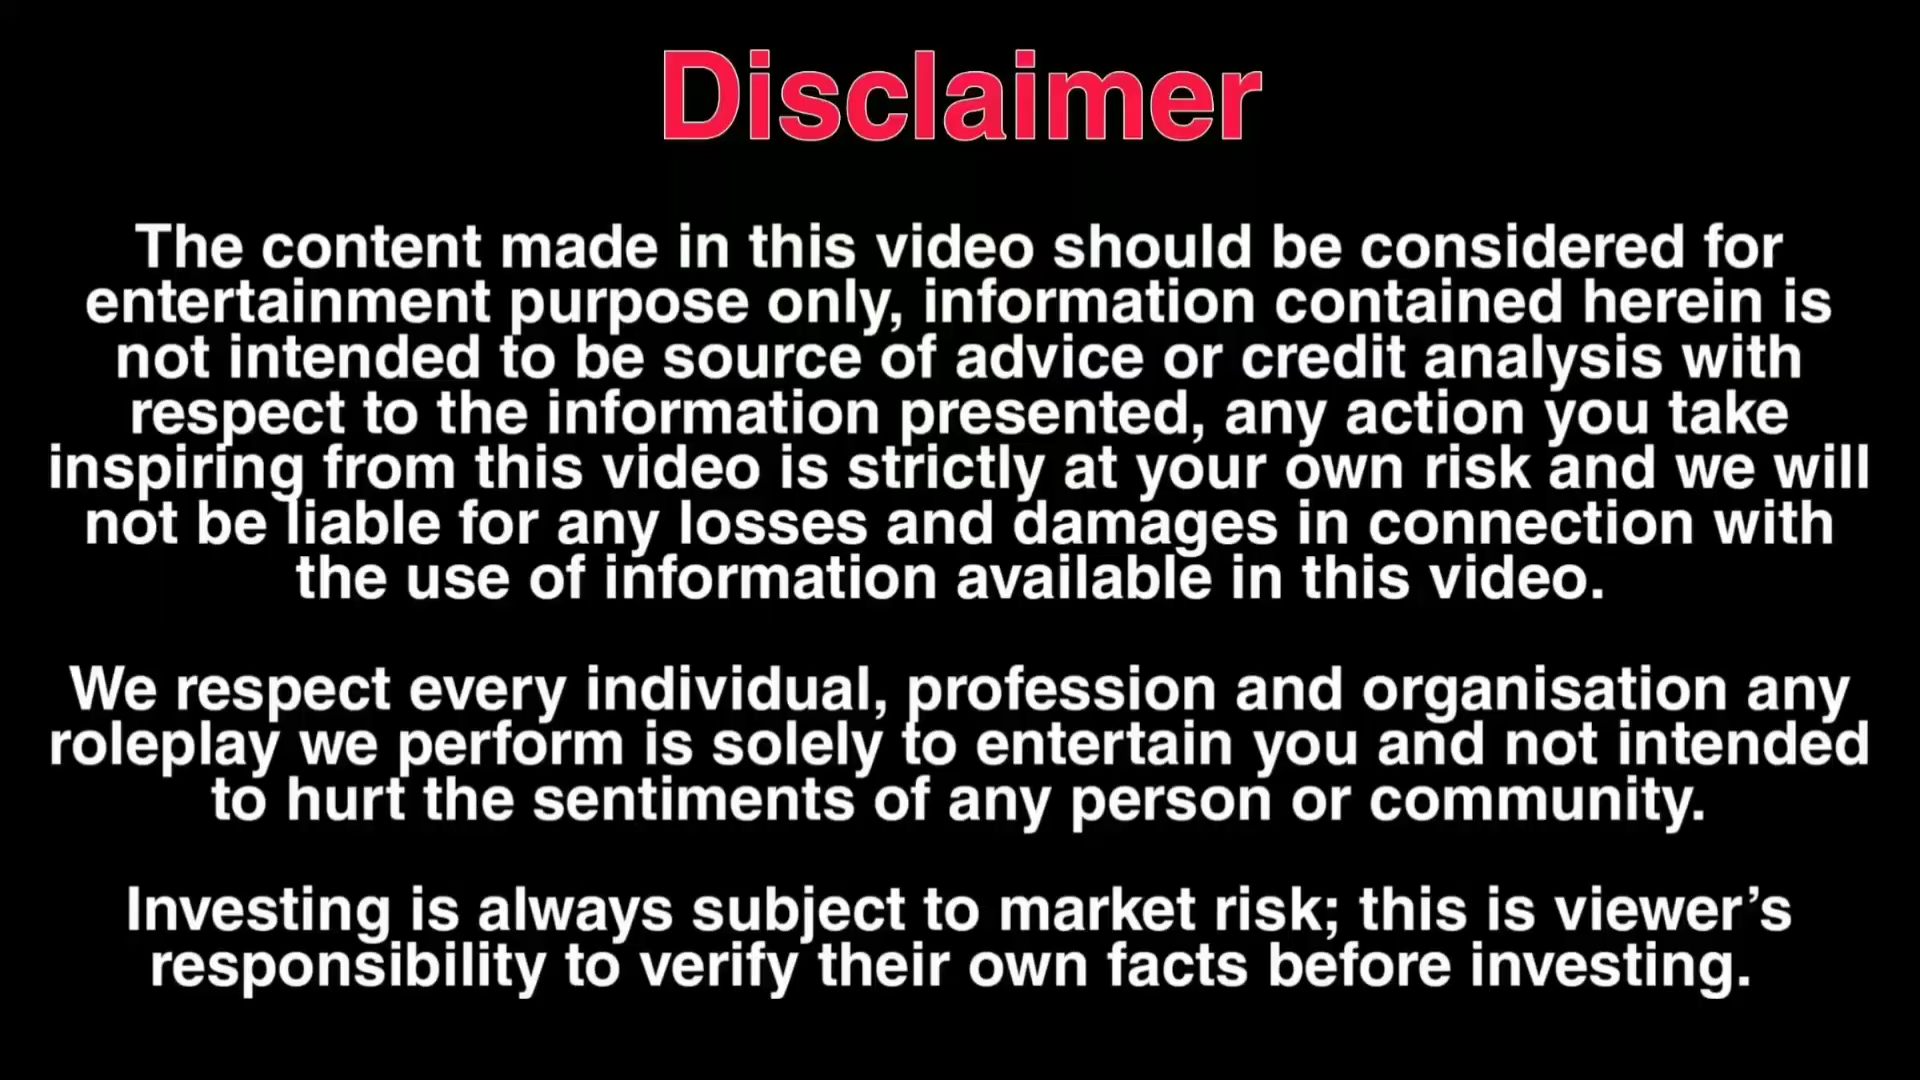 Disclaimer
The content made in this video should be considered for
entertainment purpose only, information contained herein is
not intended to be source of advice or credit analysis with
respect to the information presented, any action you take
inspiring from this video is strictly at your own risk and we will
not be liable for any losses and damages in connection with
the use of information available in this video.
We respect every individual, profession and organisation any
roleplay we perform is solely to entertain you and not intended
to hurt the sentiments of any person or community.
Investing is always subject to market risk; this is viewer’s
responsibility to verify their own facts before investing.